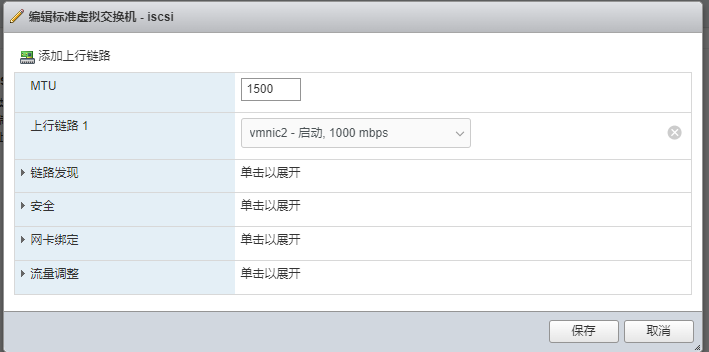 编辑标准虚拟交换机 - iscsi
添加上行链路
MTU 1500
上行链路 1 vmnic2 - 启动, 1000 mbps
链路发现 单击以展开
安全 单击以展开
网卡绑定 单击以展开
流量调整 单击以展开
保存 取消